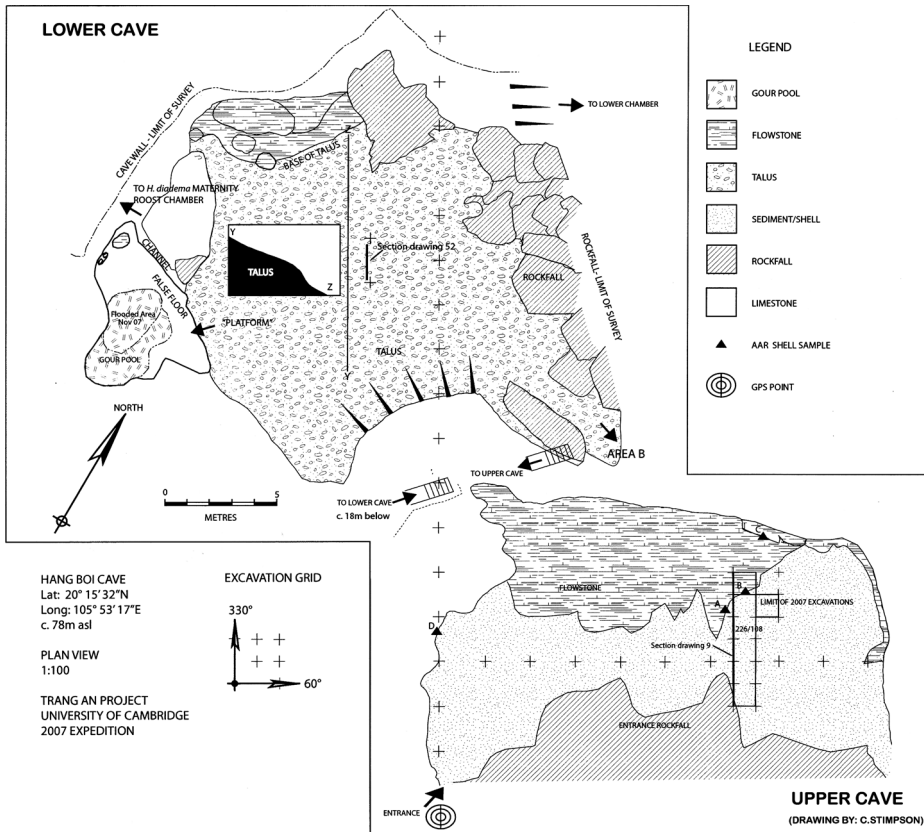 LOWER CAVE
CAVE WALL - LIMIT OF SURVEY
TO LOWER CHAMBER
BASE OF TALUS
Z
TO H. diadema MATERNITY
ROOST CHAMBER
CHANNEL
FALSE FLOOR
Y
TALUS
Z
Section drawing 52
ROCKFALL
ROCKFALL- LIMIT OF SURVEY
Flooded Area
Nov 07
GOUR POOL
"PLATFORM"
TALUS
Y
NORTH
0 5
METRES
AREA B
TO UPPER CAVE
TO LOWER CAVE
c. 18m below
LEGEND
GOUR POOL
FLOWSTONE
TALUS
SEDIMENT/SHELL
ROCKFALL
LIMESTONE
AAR SHELL SAMPLE
GPS POINT
HANG BOI CAVE
Lat: 20° 15' 32"N
Long: 105° 53' 17"E
c. 78m asl
PLAN VIEW
1:100
TRANG AN PROJECT
UNIVERSITY OF CAMBRIDGE
2007 EXPEDITION
EXCAVATION GRID
330°
60°
FLOWSTONE
D
B
A
LIMIT OF 2007 EXCAVATIONS
226/108
Section drawing 9
ENTRANCE ROCKFALL
ENTRANCE
UPPER CAVE
(DRAWING BY: C.STIMPSON)